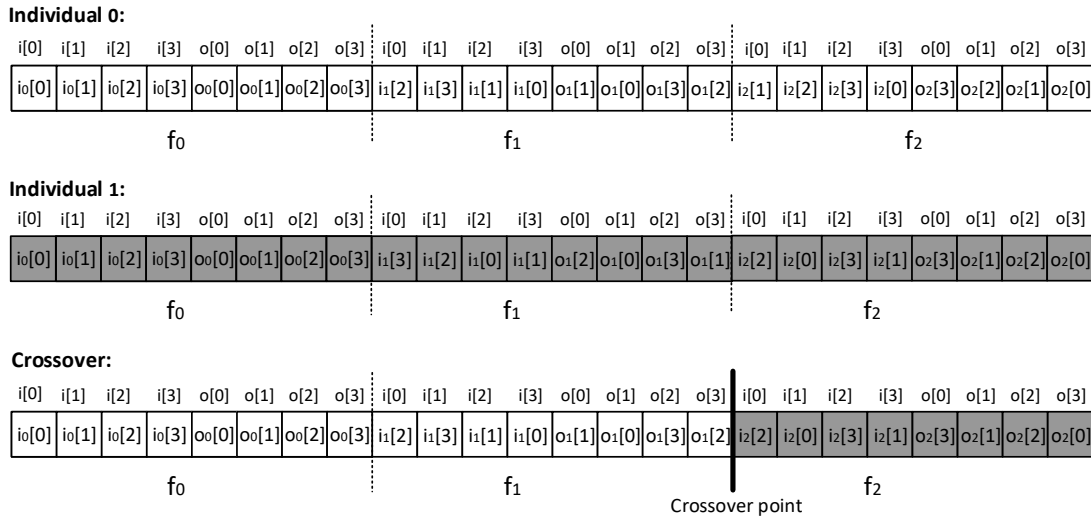 Individual 0:
i[0] i[1] i[2] i[3] o[0] o[1] o[2] o[3] i[0] i[1] i[2] i[3] o[0] o[1] o[2] o[3] i[0] i[1] i[2] i[3] o[0] o[1] o[2] o[3]
i₀[0] i₀[1] i₀[2] i₀[3] o₀[0] o₀[1] o₀[2] o₀[3] i₁[2] i₁[3] i₁[1] i₁[0] o₁[1] o₁[0] o₁[3] o₁[2] i₂[1] i₂[2] i₂[3] i₂[0] o₂[3] o₂[2] o₂[1] o₂[0]
f₀ f₁ f₂
Individual 1:
i[0] i[1] i[2] i[3] o[0] o[1] o[2] o[3] i[0] i[1] i[2] i[3] o[0] o[1] o[2] o[3] i[0] i[1] i[2] i[3] o[0] o[1] o[2] o[3]
i₀[0] i₀[1] i₀[2] i₀[3] o₀[0] o₀[1] o₀[2] o₀[3] i₁[3] i₁[2] i₁[0] i₁[1] o₁[2] o₁[0] o₁[3] o₁[1] i₂[2] i₂[0] i₂[3] i₂[1] o₂[3] o₂[1] o₂[2] o₂[0]
f₀ f₁ f₂
Crossover:
i[0] i[1] i[2] i[3] o[0] o[1] o[2] o[3] i[0] i[1] i[2] i[3] o[0] o[1] o[2] o[3] i[0] i[1] i[2] i[3] o[0] o[1] o[2] o[3]
i₀[0] i₀[1] i₀[2] i₀[3] o₀[0] o₀[1] o₀[2] o₀[3] i₁[2] i₁[3] i₁[1] i₁[0] o₁[1] o₁[0] o₁[3] o₁[2] i₂[2] i₂[0] i₂[3] i₂[1] o₂[3] o₂[1] o₂[2] o₂[0]
f₀ f₁ f₂
Crossover point